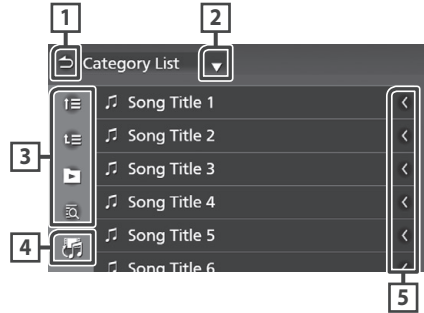 1
2
Category List
Song Title 1
Song Title 2
Song Title 3
3
Song Title 4
4
Song Title 5
Song Title 6
5